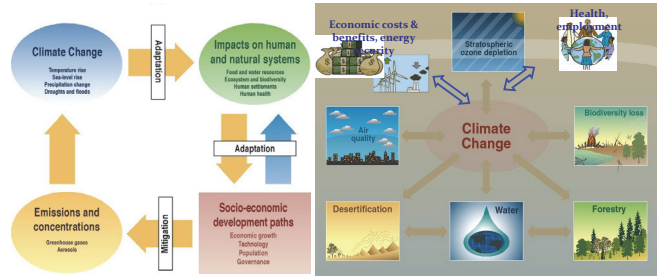 Climate Change
Temperature rise
Sea-level rise
Precipitation change
Droughts and floods
Adaptation
Impacts on human
and natural systems
Food and water resources
Ecosystem and biodiversity
Human settlements
Human health
Adaptation
Emissions and
concentrations
Greenhouse gases
Aerosols
Mitigation
Socio-economic
development paths
Economic growth
Technology
Population
Governance
Economic costs &
benefits, energy
security
Stratospheric
ozone depletion
Health,
employment
Air
quality
Climate
Change
Biodiversity loss
Desertification
Water
Forestry